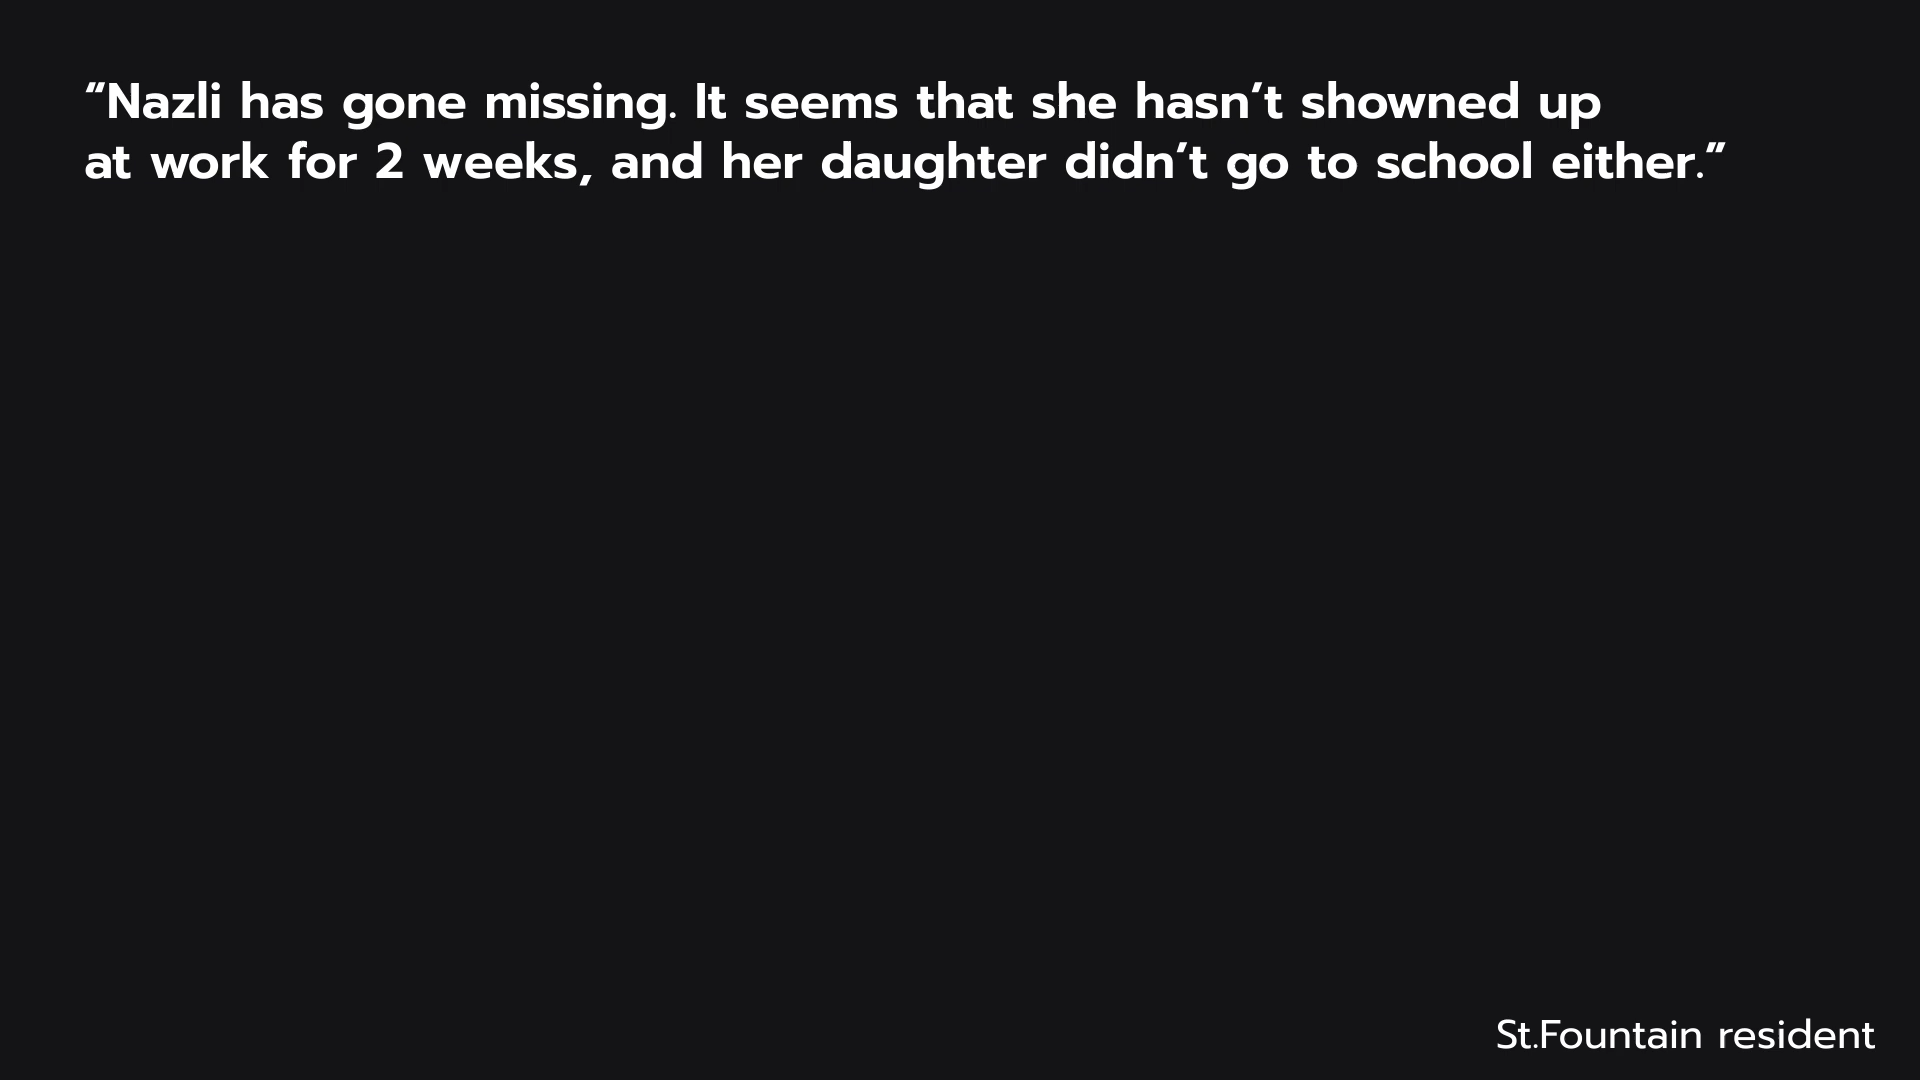 “Nazli has gone missing. It seems that she hasn’t showned up
at work for 2 weeks, and her daughter didn’t go to school either.”
St.Fountain resident